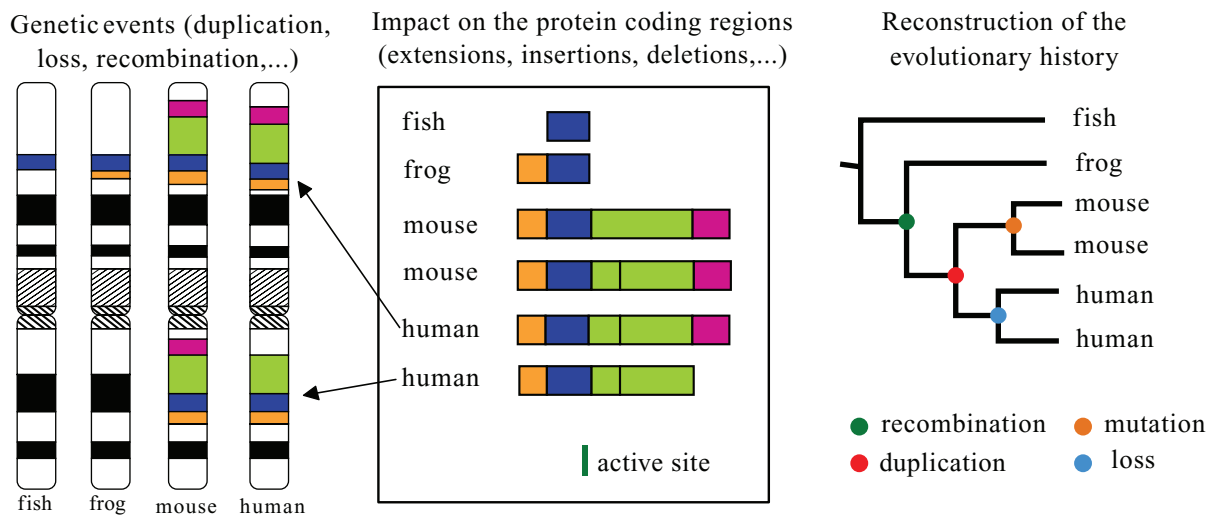 Genetic events (duplication,
loss, recombination,...)
fish
frog
mouse
human
Impact on the protein coding regions
(extensions, insertions, deletions,...)
fish
frog
mouse
mouse
human
human
active site
Reconstruction of the
evolutionary history
fish
frog
mouse
mouse
human
human
recombination
mutation
duplication
loss